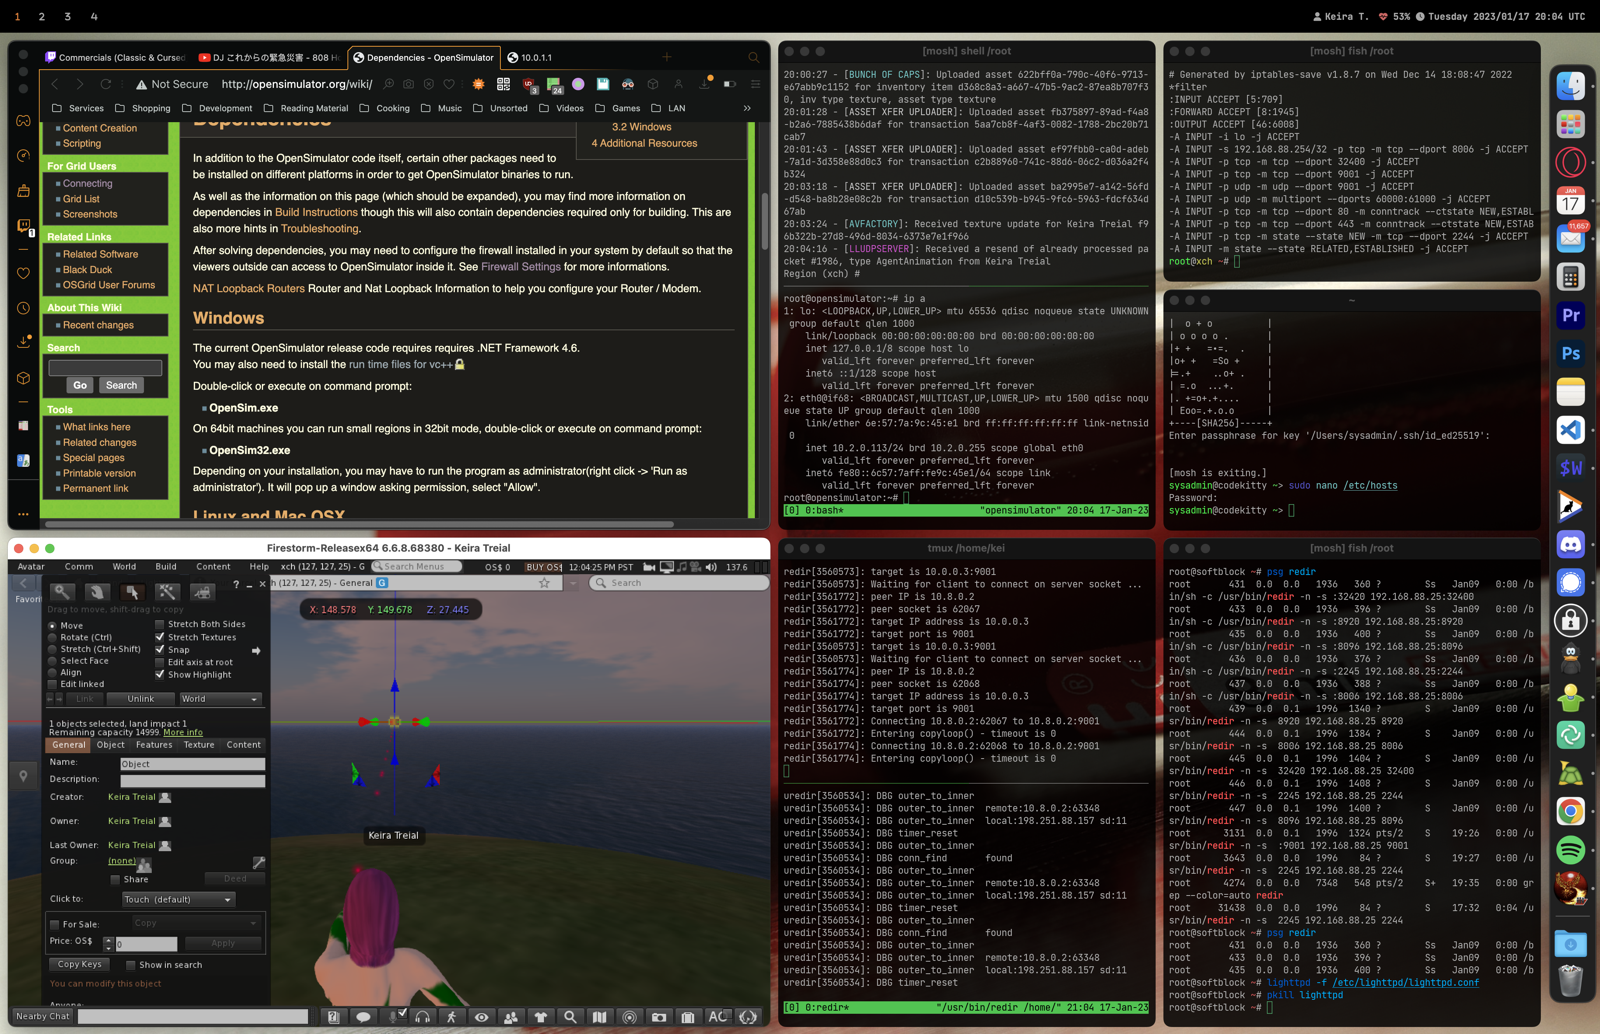 1 2 3 4
Keira T. 53% Tuesday 2023/01/17 20:04 UTC
Commercials (Classic & Cursed
DJ これからの緊急災害 - 808 H
Dependencies - OpenSimulator
10.0.1.1
Not Secure http://opensimulator.org/wiki/
Services Shopping Development Reading Material Cooking Music Unsorted Videos Games LAN »
Content Creation
Scripting
For Grid Users
Connecting
Grid List
Screenshots
Related Links
Related Software
Black Duck
OSGrid User Forums
About This Wiki
Recent changes
Search
Go Search
Tools
What links here
Related changes
Special pages
Printable version
Permanent link
Dependencies
3.2 Windows
4 Additional Resources
In addition to the OpenSimulator code itself, certain other packages need to
be installed on different platforms in order to get OpenSimulator binaries to run.
As well as the information on this page (which should be expanded), you may find more information on
dependencies in Build Instructions though this will also contain dependencies required only for building. This are
also more hints in Troubleshooting.
After solving dependencies, you may need to configure the firewall installed in your system by default so that the
viewers outside can access to OpenSimulator inside it. See Firewall Settings for more informations.
NAT Loopback Routers Router and Nat Loopback Information to help you configure your Router / Modem.
Windows
The current OpenSimulator release code requires requires .NET Framework 4.6.
You may also need to install the run time files for vc++
Double-click or execute on command prompt:
OpenSim.exe
On 64bit machines you can run small regions in 32bit mode, double-click or execute on command prompt:
OpenSim32.exe
Depending on your installation, you may have to run the program as administrator(right click -> 'Run as
administrator'). It will pop up a window asking permission, select "Allow".
Linux and Mac OSX
[mosh] shell /root
20:00:27 - [BUNCH OF CAPS]: Uploaded asset 622bff0a-790c-40f6-9713-
e67abb9c1152 for inventory item d368c8a3-a667-47b5-9ac2-87ea8b707f3
0, inv type texture, asset type texture
20:01:28 - [ASSET XFER UPLOADER]: Uploaded asset fb375897-89ad-f4a8
-b2a6-7885438b6daf for transaction 5aa7cb8f-4af3-0082-1788-2bc20b71
cab7
20:01:43 - [ASSET XFER UPLOADER]: Uploaded asset ef97fbb0-ca0d-adeb
-7a1d-3d358e88d0c3 for transaction c2b88960-741c-88d6-06c2-d036a2f4
b324
20:03:18 - [ASSET XFER UPLOADER]: Uploaded asset ba2995e7-a142-56fd
-d548-ba8b28e08c2b for transaction d10c539b-b945-9fc6-5963-fdcf634d
67ab
20:03:24 - [AVFACTORY]: Received texture update for Keira Treial f9
6b322b-27d8-496d-8034-6373e7e1f966
20:04:16 - [LLUDPSERVER]: Received a resend of already processed pa
cket #1986, type AgentAnimation from Keira Treial
Region (xch) #
root@opensimulator:~# ip a
1: lo: <LOOPBACK,UP,LOWER_UP> mtu 65536 qdisc noqueue state UNKNOWN
group default qlen 1000
link/loopback 00:00:00:00:00:00 brd 00:00:00:00:00:00
inet 127.0.0.1/8 scope host lo
valid_lft forever preferred_lft forever
inet6 ::1/128 scope host
valid_lft forever preferred_lft forever
2: eth0@if68: <BROADCAST,MULTICAST,UP,LOWER_UP> mtu 1500 qdisc noqu
eue state UP group default qlen 1000
link/ether 6e:57:7a:9c:45:e1 brd ff:ff:ff:ff:ff:ff link-netnsid
0
inet 10.2.0.113/24 brd 10.2.0.255 scope global eth0
valid_lft forever preferred_lft forever
inet6 fe80::6c57:7aff:fe9c:45e1/64 scope link
valid_lft forever preferred_lft forever
root@opensimulator:~#
[0] 0:bash* "opensimulator" 20:04 17-Jan-23
[mosh] fish /root
# Generated by iptables-save v1.8.7 on Wed Dec 14 18:08:47 2022
*filter
:INPUT ACCEPT [5:709]
:FORWARD ACCEPT [8:1945]
:OUTPUT ACCEPT [46:6008]
-A INPUT -i lo -j ACCEPT
-A INPUT -s 192.168.88.254/32 -p tcp -m tcp --dport 8006 -j ACCEPT
-A INPUT -p tcp -m tcp --dport 32400 -j ACCEPT
-A INPUT -p tcp -m tcp --dport 9001 -j ACCEPT
-A INPUT -p udp -m udp --dport 9001 -j ACCEPT
-A INPUT -p udp -m multiport --dports 60000:61000 -j ACCEPT
-A INPUT -p tcp -m tcp --dport 80 -m conntrack --ctstate NEW,ESTABL
-A INPUT -p tcp -m tcp --dport 443 -m conntrack --ctstate NEW,ESTAB
-A INPUT -p tcp -m state --state NEW -m tcp --dport 2244 -j ACCEPT
-A INPUT -m state --state RELATED,ESTABLISHED -j ACCEPT
root@xch ~#
~
| o + o |
| o o o o . |
|+ + =·=. . |
|o+ + =So + |
|=.+ ..o+ . |
| =.o ...+. |
| . +=o+.+.... |
| Eoo=.+.o.o |
+----[SHA256]-----+
Enter passphrase for key '/Users/sysadmin/.ssh/id_ed25519':
[mosh is exiting.]
sysadmin@codekitty ~> sudo nano /etc/hosts
Password:
sysadmin@codekitty ~>
Firestorm-Releasex64 6.6.8.68380 - Keira Treial
Avatar Comm World Build Content Help xch (127, 127, 25) - G Search Menus OS$ 0 BUY OS$ 12:04:25 PM PST 137.6
h (127, 127, 25) - General G Search
Favori
Drag to move, shift-drag to copy
Move
Rotate (Ctrl)
Stretch (Ctrl+Shift)
Select Face
Align
Edit linked
Stretch Both Sides
Stretch Textures
Snap
Edit axis at root
Show Highlight
Link Unlink World
1 objects selected, land impact 1
Remaining capacity 14999. More info
General Object Features Texture Content
Name: Object
Description:
Creator: Keira Treial
Owner: Keira Treial
Last Owner: Keira Treial
Group: (none)
Share Deed
Click to: Touch (default)
For Sale: Copy
Price: OS$ 0 Apply
Copy Keys Show in search
You can modify this object
Anyone:
Nearby Chat
X: 148.578 Y: 149.678 Z: 27.445
Keira Treial
AO
tmux /home/kei
redir[3560573]: target is 10.0.0.3:9001
redir[3560573]: Waiting for client to connect on server socket ...
redir[3561772]: peer IP is 10.8.0.2
redir[3561772]: peer socket is 62067
redir[3561772]: target IP address is 10.0.0.3
redir[3561772]: target port is 9001
redir[3560573]: Waiting for client to connect on server socket ...
redir[3561774]: peer IP is 10.8.0.2
redir[3561774]: peer socket is 62068
redir[3561774]: target IP address is 10.0.0.3
redir[3561774]: target port is 9001
redir[3561772]: Connecting 10.8.0.2:62067 to 10.8.0.2:9001
redir[3561772]: Entering copyloop() - timeout is 0
redir[3561774]: Connecting 10.8.0.2:62068 to 10.8.0.2:9001
redir[3561774]: Entering copyloop() - timeout is 0
uredir[3560534]: DBG outer_to_inner
uredir[3560534]: DBG outer_to_inner remote:10.8.0.2:63348
uredir[3560534]: DBG outer_to_inner local:198.251.88.157 sd:11
uredir[3560534]: DBG timer_reset
uredir[3560534]: DBG outer_to_inner
uredir[3560534]: DBG conn_find found
uredir[3560534]: DBG outer_to_inner
uredir[3560534]: DBG outer_to_inner remote:10.8.0.2:63348
uredir[3560534]: DBG outer_to_inner local:198.251.88.157 sd:11
uredir[3560534]: DBG timer_reset
uredir[3560534]: DBG outer_to_inner
uredir[3560534]: DBG conn_find found
uredir[3560534]: DBG outer_to_inner
uredir[3560534]: DBG outer_to_inner remote:10.8.0.2:63348
uredir[3560534]: DBG outer_to_inner local:198.251.88.157 sd:11
uredir[3560534]: DBG timer_reset
[0] 0:redir* "/usr/bin/redir /home/" 21:04 17-Jan-23
[mosh] fish /root
root@softblock ~# psg redir
root 431 0.0 0.0 1936 360 ? Ss Jan09 0:00 /b
in/sh -c /usr/bin/redir -n -s :32420 192.168.88.25:32400
root 433 0.0 0.0 1936 396 ? Ss Jan09 0:00 /b
in/sh -c /usr/bin/redir -n -s :8920 192.168.88.25:8920
root 435 0.0 0.0 1936 400 ? Ss Jan09 0:00 /b
in/sh -c /usr/bin/redir -n -s :8096 192.168.88.25:8096
root 436 0.0 0.0 1936 376 ? Ss Jan09 0:00 /b
in/sh -c /usr/bin/redir -n -s :2245 192.168.88.25:2244
root 437 0.0 0.0 1936 388 ? Ss Jan09 0:00 /b
in/sh -c /usr/bin/redir -n -s :8006 192.168.88.25:8006
root 439 0.0 0.1 1996 1340 ? S Jan09 0:00 /u
sr/bin/redir -n -s 8920 192.168.88.25 8920
root 444 0.0 0.1 1996 1384 ? S Jan09 0:00 /u
sr/bin/redir -n -s 8006 192.168.88.25 8006
root 445 0.0 0.1 1996 1404 ? S Jan09 0:00 /u
sr/bin/redir -n -s 32420 192.168.88.25 32400
root 446 0.0 0.1 1996 1408 ? S Jan09 0:00 /u
sr/bin/redir -n -s 2245 192.168.88.25 2244
root 447 0.0 0.1 1996 1400 ? S Jan09 0:00 /u
sr/bin/redir -n -s 8096 192.168.88.25 8096
root 3131 0.0 0.1 1996 1324 pts/2 S 19:26 0:00 /u
sr/bin/redir -n -s :9001 192.168.88.25 9001
root 3643 0.0 0.0 1996 84 ? S 19:27 0:00 /u
sr/bin/redir -n -s 2245 192.168.88.25 2244
root 4274 0.0 0.0 7348 548 pts/2 S+ 19:35 0:00 gr
ep --color=auto redir
root 31438 0.0 0.0 1996 84 ? S 17:32 0:04 /u
sr/bin/redir -n -s 2245 192.168.88.25 2244
root@softblock ~# psg redir
root 431 0.0 0.0 1936 360 ? Ss Jan09 0:00 /b
root 433 0.0 0.0 1936 396 ? Ss Jan09 0:00 /b
root 435 0.0 0.0 1936 400 ? Ss Jan09 0:00 /b
root@softblock ~# lighttpd -f /etc/lighttpd/lighttpd.conf
root@softblock ~# pkill lighttpd
root@softblock ~#
JAN
17
11,657
Pr
Ps
$W